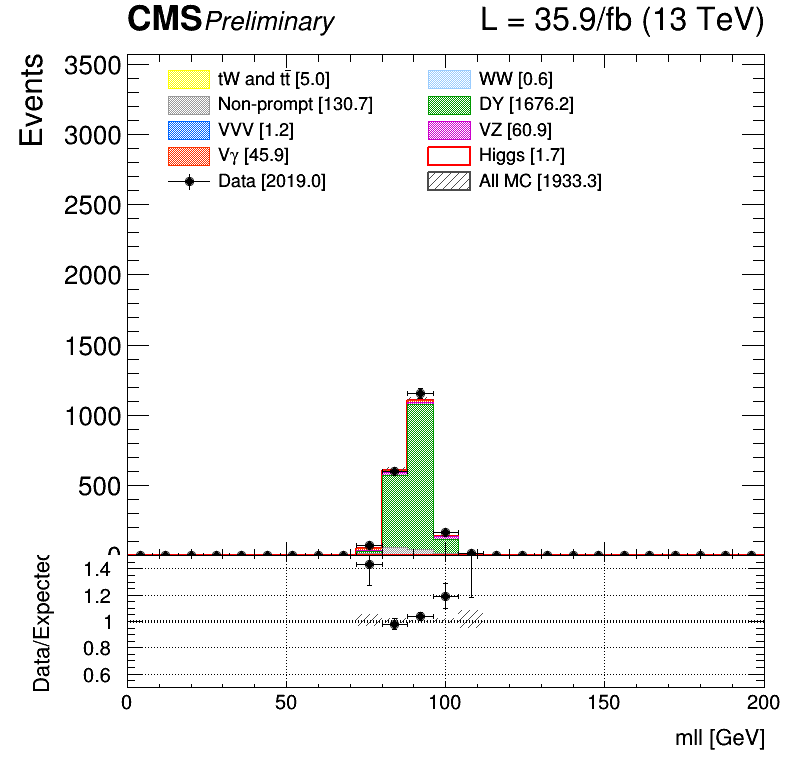 CMS Preliminary L = 35.9/fb (13 TeV)
Events
3500
3000
2500
2000
1500
1000
500
0
tW and tt̄ [5.0] WW [0.6]
Non-prompt [130.7] DY [1676.2]
VVV [1.2] VZ [60.9]
Vγ [45.9] Higgs [1.7]
Data [2019.0] All MC [1933.3]
Data/Expected
1.4
1.2
1
0.8
0.6
0 50 100 150 200
mll [GeV]